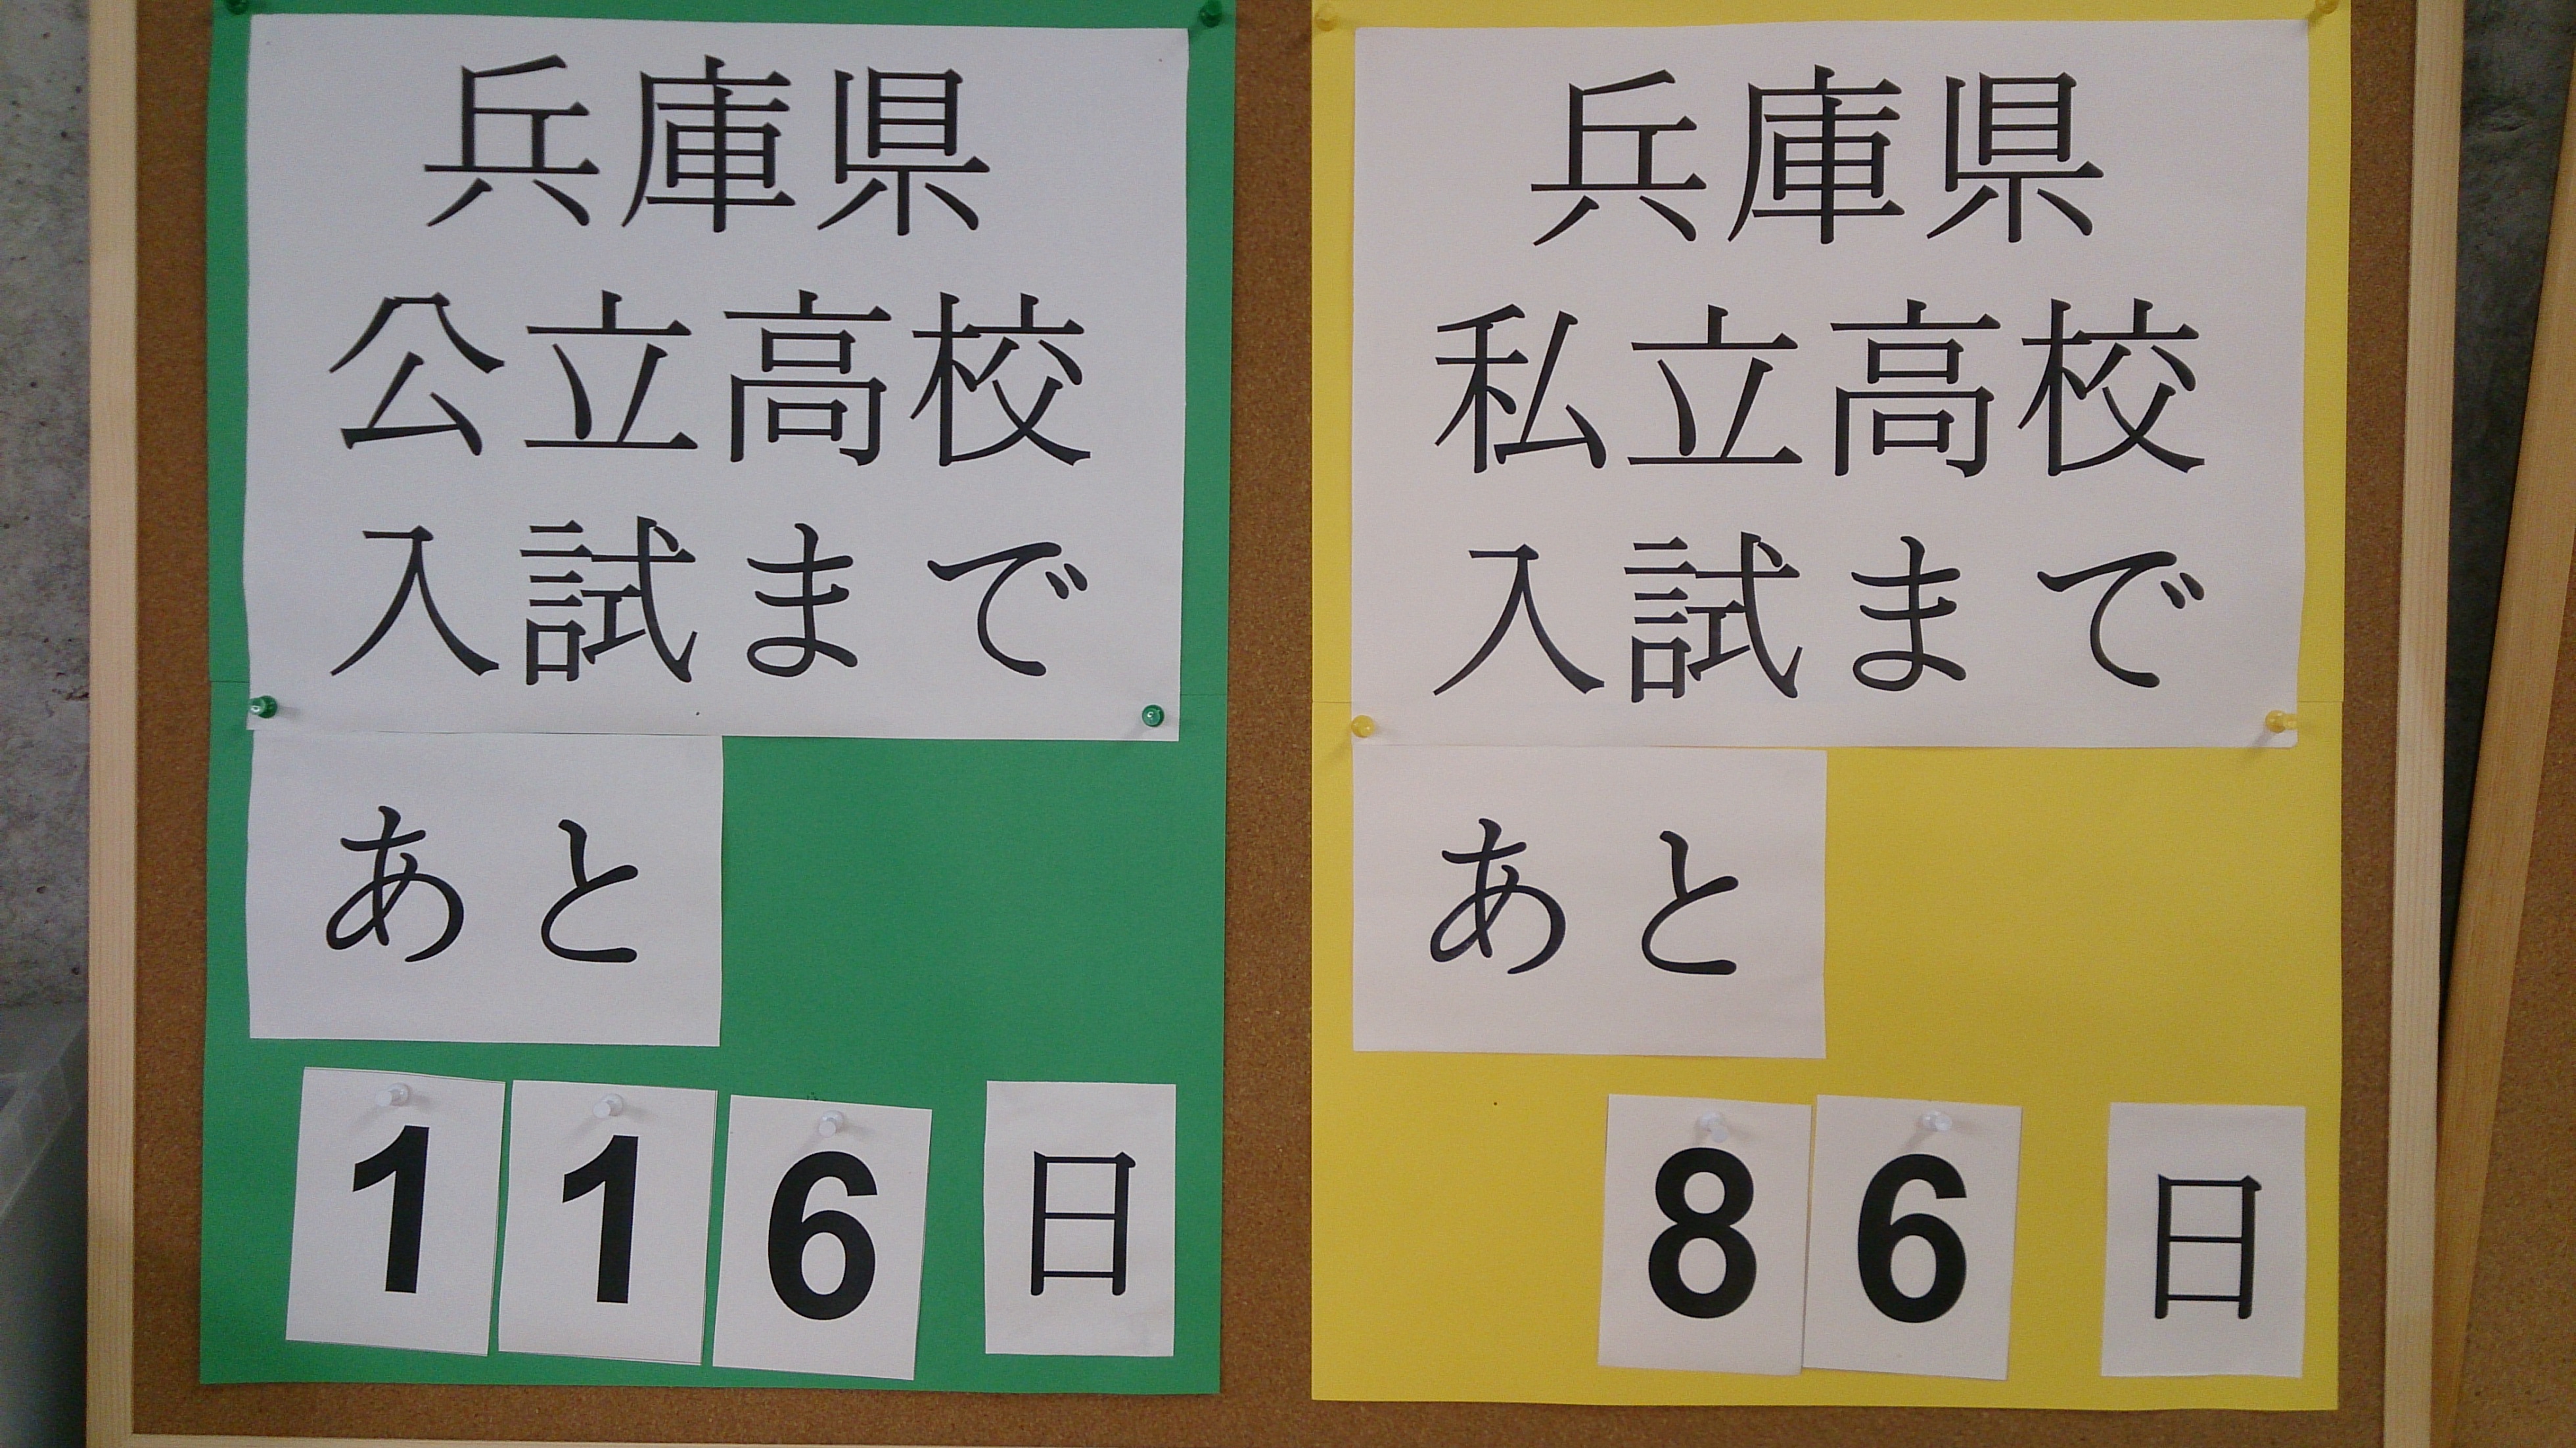 兵庫県
公立高校
入試まで
あと
116日
兵庫県
私立高校
入試まで
あと
86日